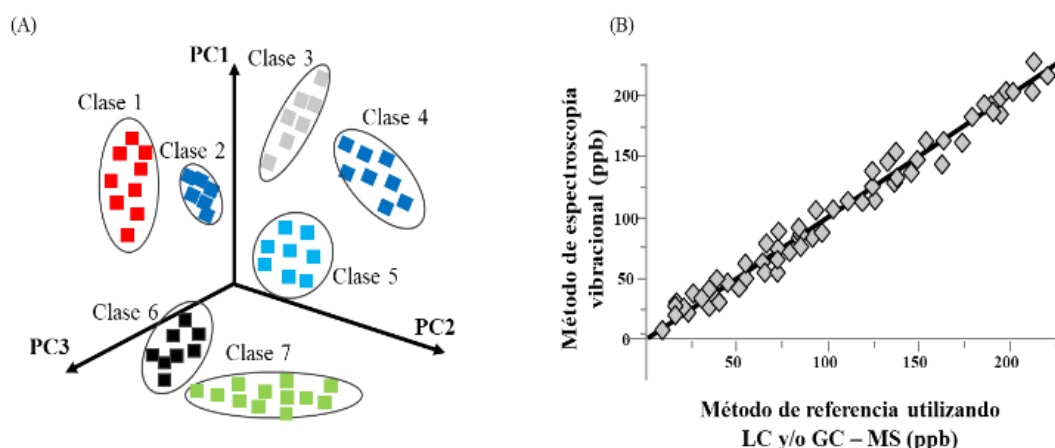 (A)
PC1
Clase 3
Clase 1
Clase 4
Clase 2
Clase 5
Clase 6
PC3
PC2
Clase 7
(B)
Método de espectroscopía
vibracional (ppb)
200
150
100
50
0
50
100
150
200
Método de referencia utilizando
LC y/o GC – MS (ppb)